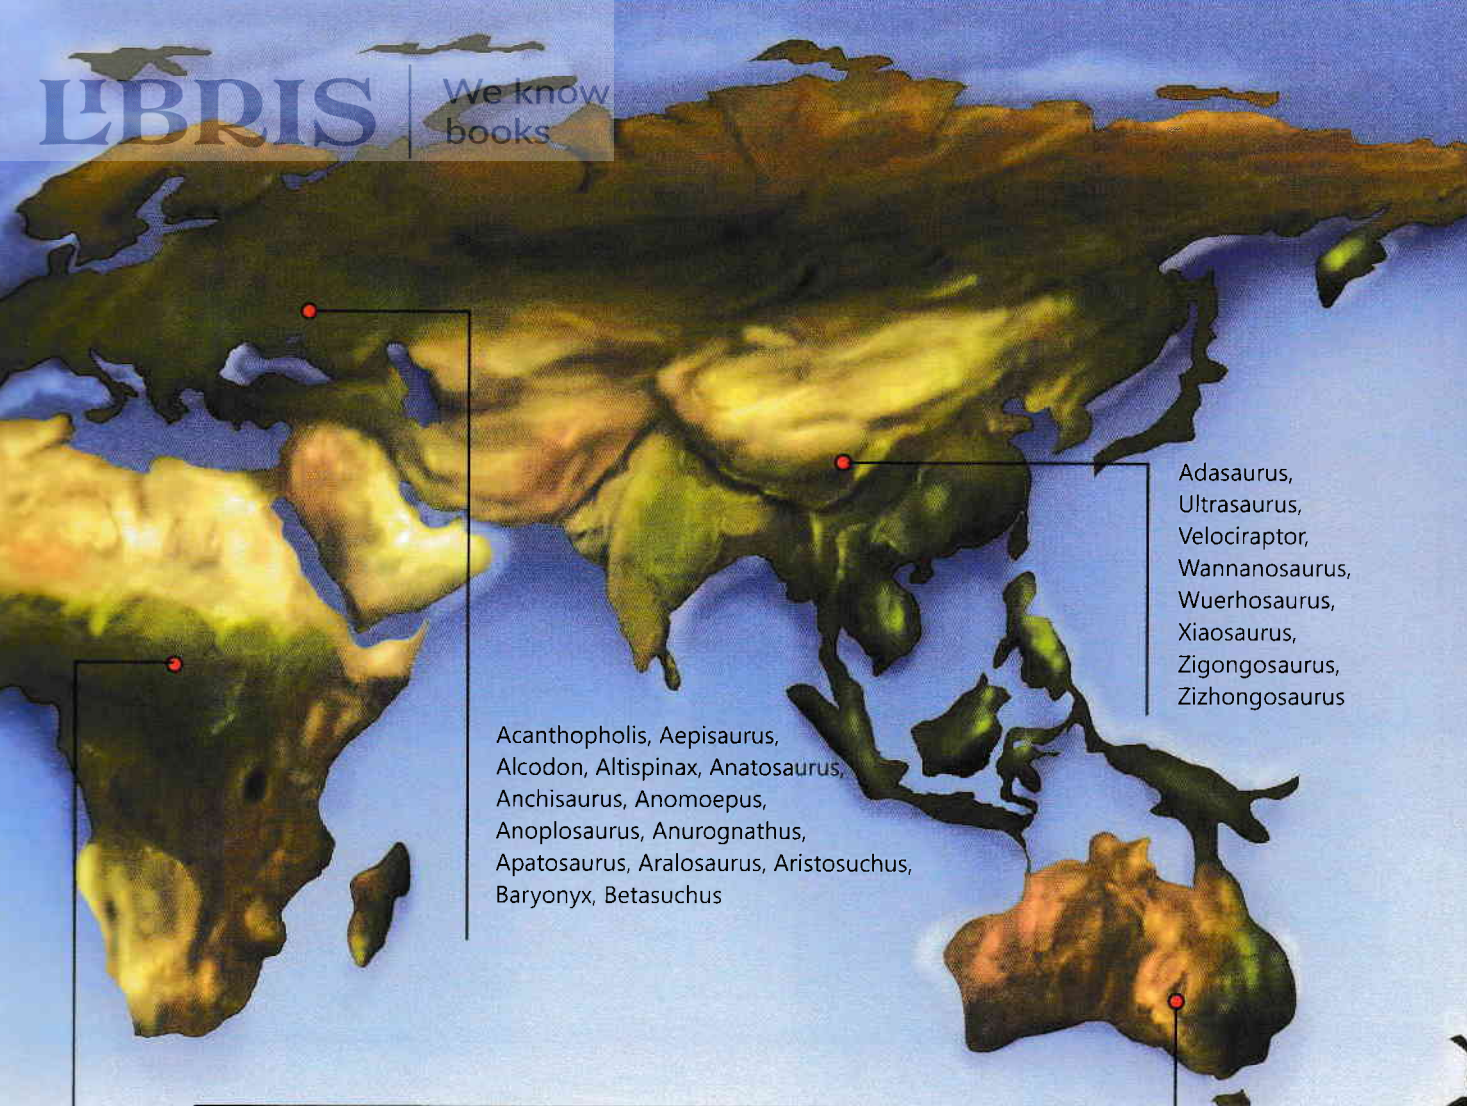 LIBRIS
We know
books
Adasaurus,
Ultrasaurus,
Velociraptor,
Wannanosaurus,
Wuerhosaurus,
Xiaosaurus,
Zigongosaurus,
Zizhongosaurus
Acanthopholis, Aepisaurus,
Alcodon, Altispinax, Anatosaurus,
Anchisaurus, Anomoepus,
Anoplosaurus, Anurognathus,
Apatosaurus, Aralosaurus, Aristosuchus,
Baryonyx, Betasuchus